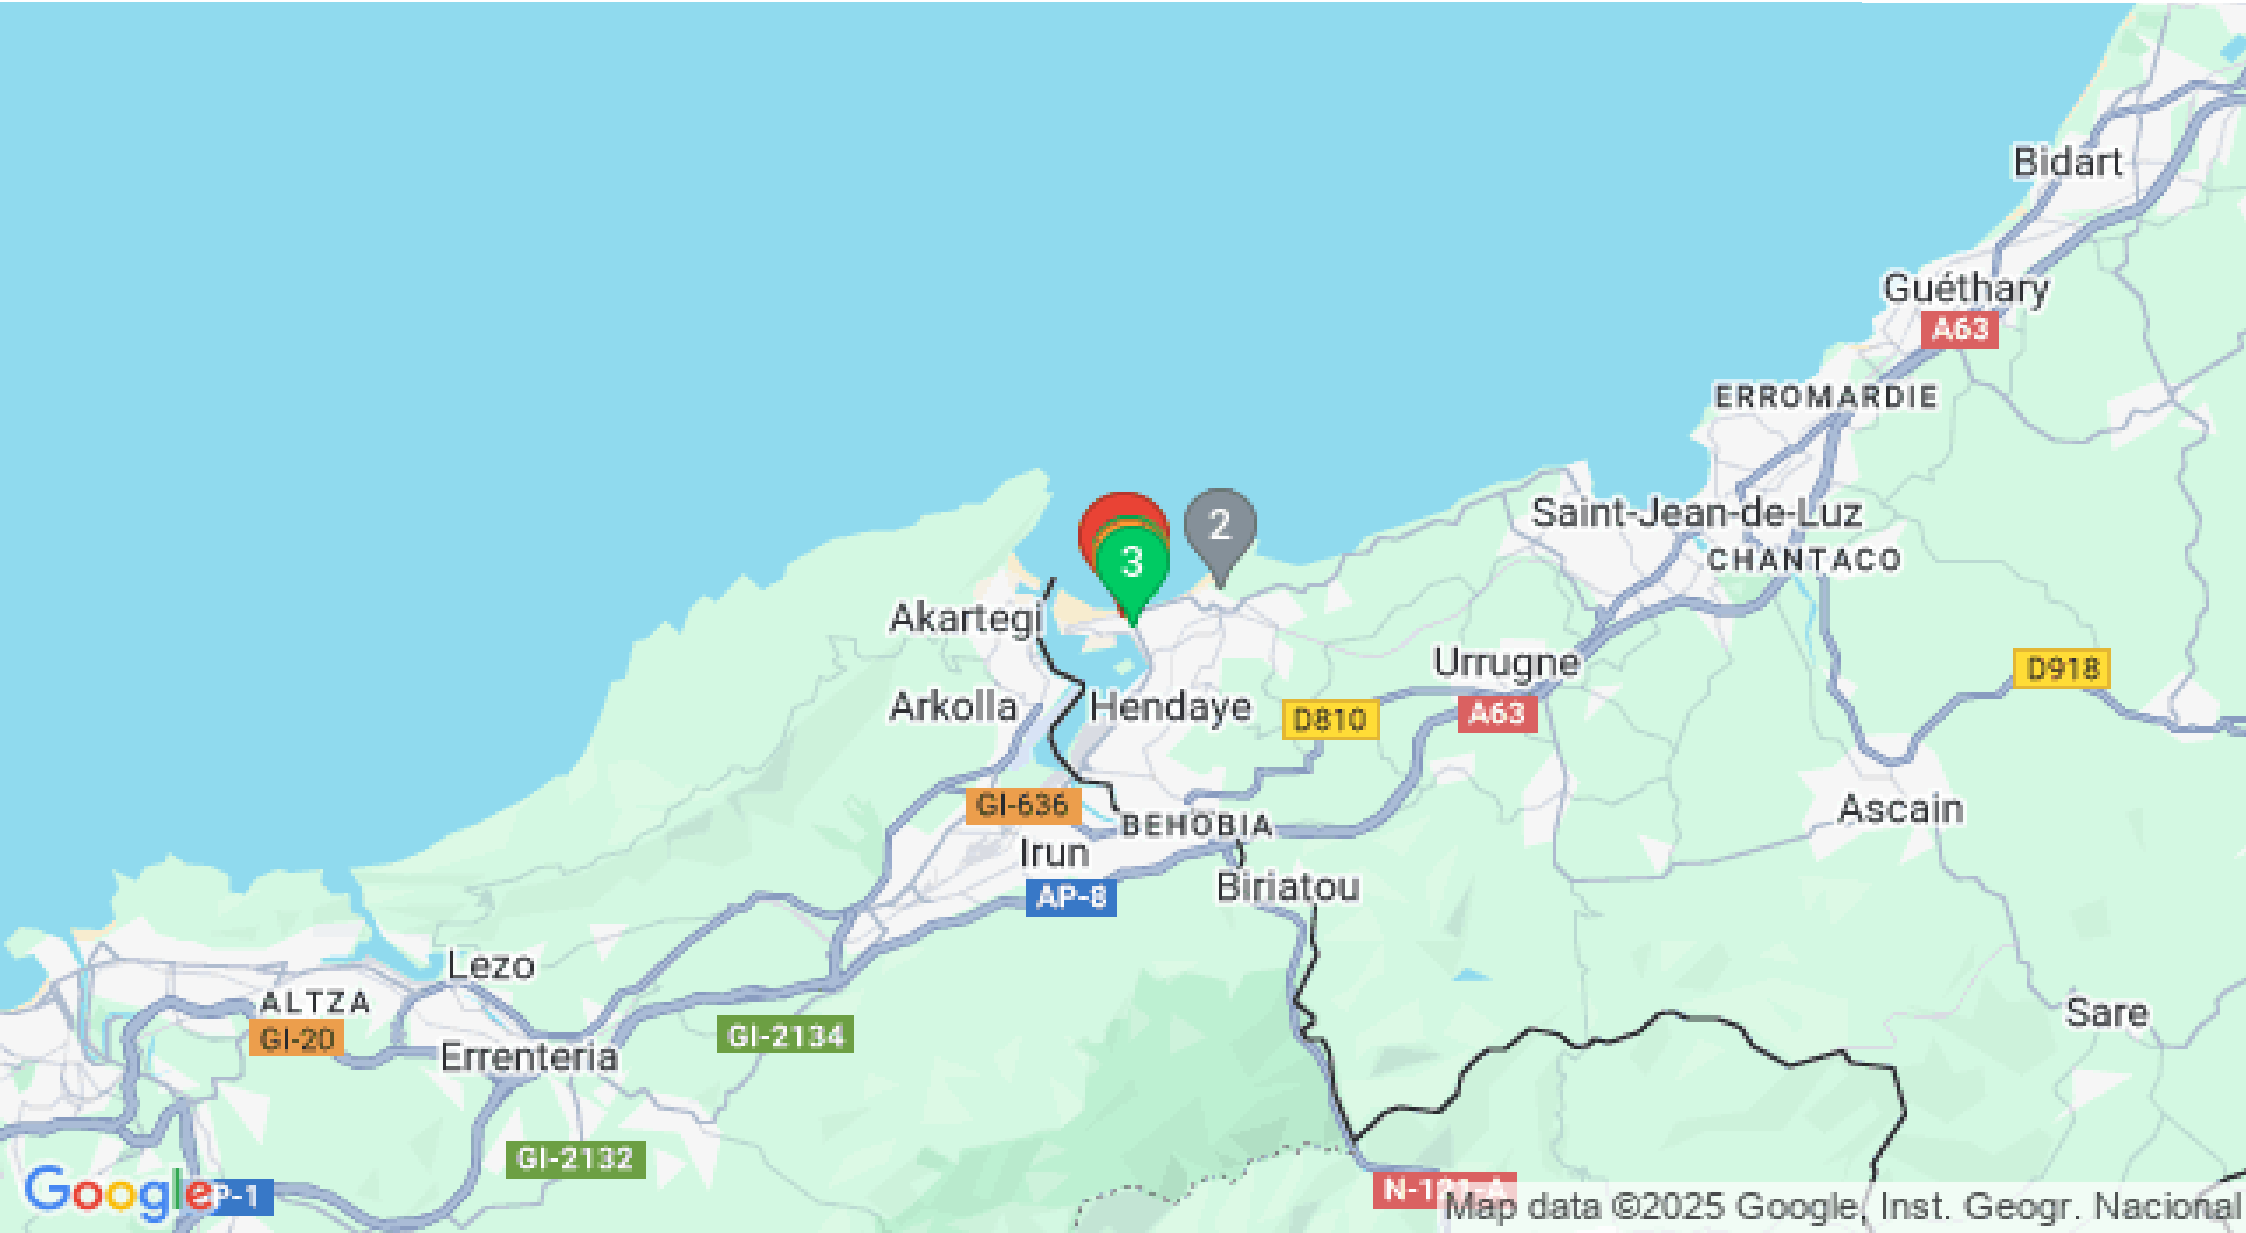 Bidart
Guéthary
A63
ERROMARDIE
2
Saint-Jean-de-Luz
3
CHANTACO
Akartegi
Urrugne
D918
Arkolla
Hendaye
D810
A63
GI-636
Ascain
BEHOBIA
Irun
Biriatou
AP-8
Lezo
ALTZA
Sare
GI-20
GI-2134
Errenteria
GI-2132
Google
P-1
N-121-A
Map data ©2025 Google, Inst. Geogr. Nacional